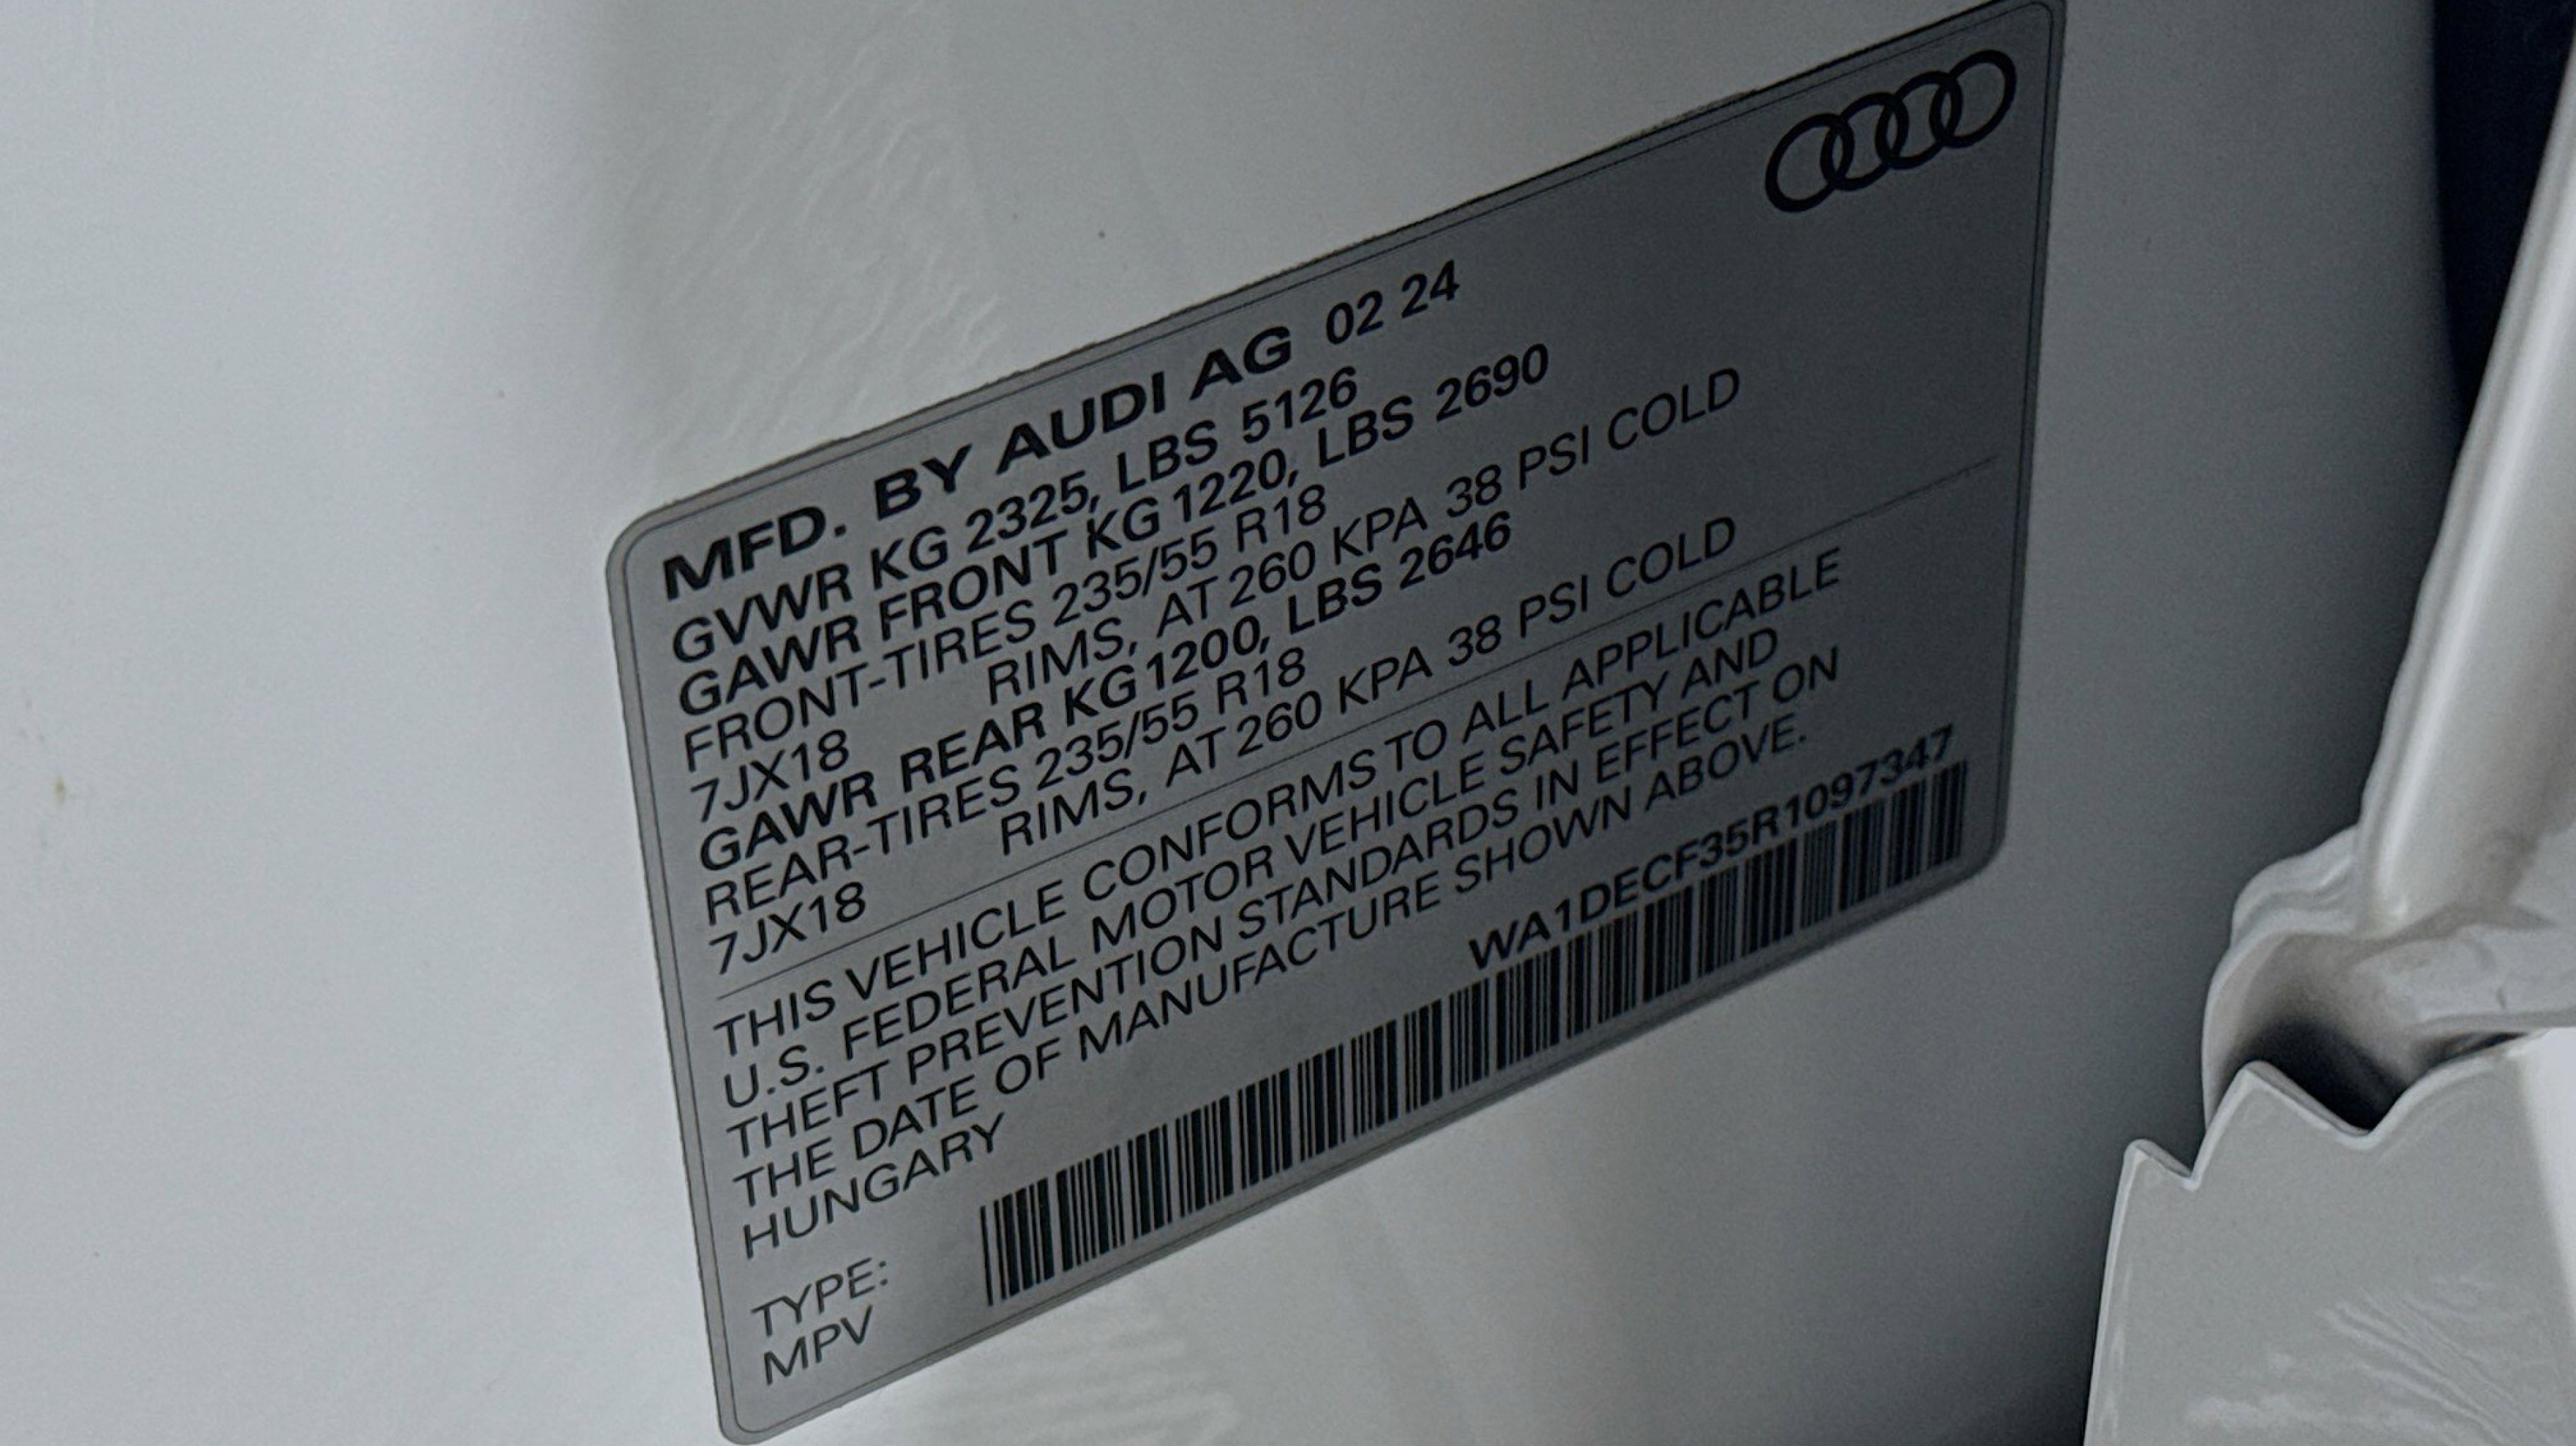 MFD. BY AUDI AG 02 24
GVWR KG 2325, LBS 5126
GAWR FRONT KG 1220, LBS 2690
FRONT-TIRES 235/55 R18
7JX18 RIMS, AT 260 KPA 38 PSI COLD
GAWR REAR KG 1200, LBS 2646
REAR-TIRES 235/55 R18
7JX18 RIMS, AT 260 KPA 38 PSI COLD
THIS VEHICLE CONFORMS TO ALL APPLICABLE
U.S. FEDERAL MOTOR VEHICLE SAFETY AND
THEFT PREVENTION STANDARDS IN EFFECT ON
THE DATE OF MANUFACTURE SHOWN ABOVE.
HUNGARY
WA1DECF35R1097347
TYPE:
MPV